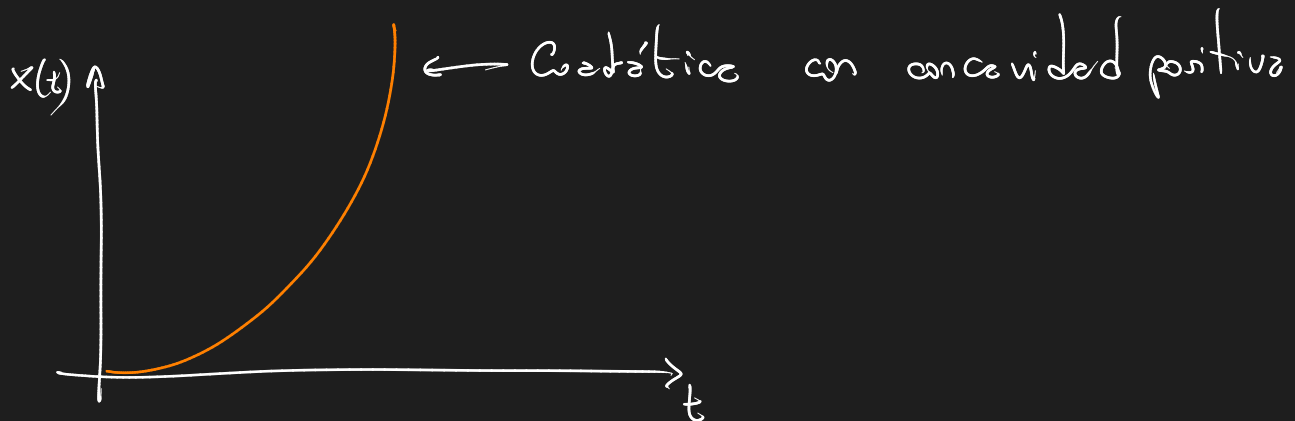 x(t) ← Cuadrática con concavidad positiva
t